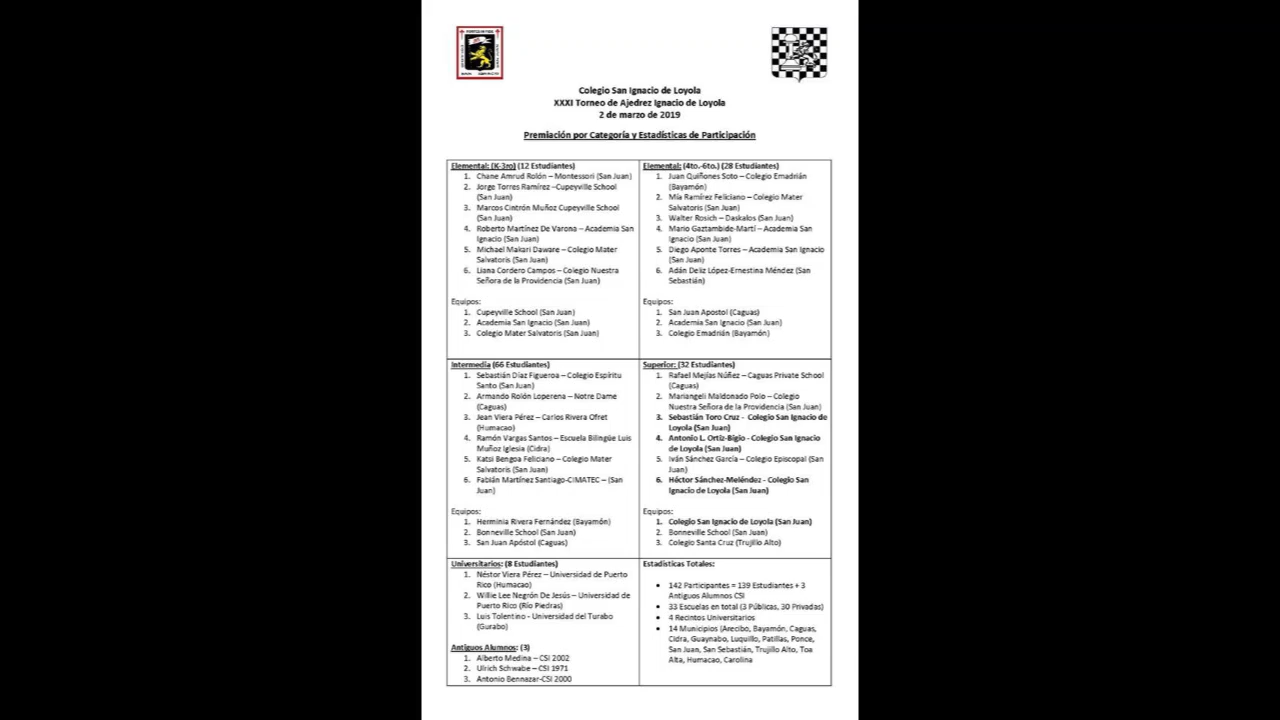 Colegio San Ignacio de Loyola
XXXI Torneo de Ajedrez Ignacio de Loyola
2 de marzo de 2019
Premiación por Categoría y Estadísticas de Participación
Elemental: (K-3ro) (12 Estudiantes)
1. Chane Amrud Rolón – Montessori (San Juan)
2. Jorge Torres Ramírez –Cupeyville School
(San Juan)
3. Marcos Cintrón Muñoz Cupeyville School
(San Juan)
4. Roberto Martínez De Varona – Academia San
Ignacio (San Juan)
5. Michael Makari Daware – Colegio Mater
Salvatoris (San Juan)
6. Liana Cordero Campos – Colegio Nuestra
Señora de la Providencia (San Juan)
Equipos:
1. Cupeyville School (San Juan)
2. Academia San Ignacio (San Juan)
3. Colegio Mater Salvatoris (San Juan)
Elemental: (4to.-6to.) (28 Estudiantes)
1. Juan Quiñones Soto – Colegio Emadrián
(Bayamón)
2. Mía Ramírez Feliciano – Colegio Mater
Salvatoris (San Juan)
3. Walter Rosich – Daskalos (San Juan)
4. Mario Gaztambide-Martí – Academia San
Ignacio (San Juan)
5. Diego Aponte Torres – Academia San Ignacio
(San Juan)
6. Adán Deliz López-Ernestina Méndez (San
Sebastián)
Equipos:
1. San Juan Apostol (Caguas)
2. Academia San Ignacio (San Juan)
3. Colegio Emadrián (Bayamón)
Intermedia (66 Estudiantes)
1. Sebastián Díaz Figueroa – Colegio Espíritu
Santo (San Juan)
2. Armando Rolón Loperena – Notre Dame
(Caguas)
3. Jean Viera Pérez – Carlos Rivera Ofret
(Humacao)
4. Ramón Vargas Santos – Escuela Bilingüe Luis
Muñoz Iglesia (Cidra)
5. Katsi Bengoa Feliciano – Colegio Mater
Salvatoris (San Juan)
6. Fabián Martínez Santiago-CIMATEC – (San
Juan)
Equipos:
1. Herminia Rivera Fernández (Bayamón)
2. Bonneville School (San Juan)
3. San Juan Apóstol (Caguas)
Superior: (32 Estudiantes)
1. Rafael Mejías Núñez – Caguas Private School
(Caguas)
2. Mariangeli Maldonado Polo – Colegio
Nuestra Señora de la Providencia (San Juan)
3. Sebastián Toro Cruz - Colegio San Ignacio de
Loyola (San Juan)
4. Antonio L. Ortiz-Bigio - Colegio San Ignacio
de Loyola (San Juan)
5. Iván Sánchez García – Colegio Episcopal (San
Juan)
6. Héctor Sánchez-Meléndez - Colegio San
Ignacio de Loyola (San Juan)
Equipos:
1. Colegio San Ignacio de Loyola (San Juan)
2. Bonneville School (San Juan)
3. Colegio Santa Cruz (Trujillo Alto)
Universitarios: (8 Estudiantes)
1. Néstor Viera Pérez – Universidad de Puerto
Rico (Humacao)
2. Willie Lee Negrón De Jesús – Universidad de
Puerto Rico (Río Piedras)
3. Luis Tolentino - Universidad del Turabo
(Gurabo)
Antiguos Alumnos: (3)
1. Alberto Medina – CSI 2002
2. Ulrich Schwabe – CSI 1971
3. Antonio Bennazar-CSI 2000
Estadísticas Totales:
• 142 Participantes = 139 Estudiantes + 3
Antiguos Alumnos CSI
• 33 Escuelas en total (3 Públicas, 30 Privadas)
• 4 Recintos Universitarios
• 14 Municipios (Arecibo, Bayamón, Caguas,
Cidra, Guaynabo, Luquillo, Patillas, Ponce,
San Juan, San Sebastián, Trujillo Alto, Toa
Alta, Humacao, Carolina